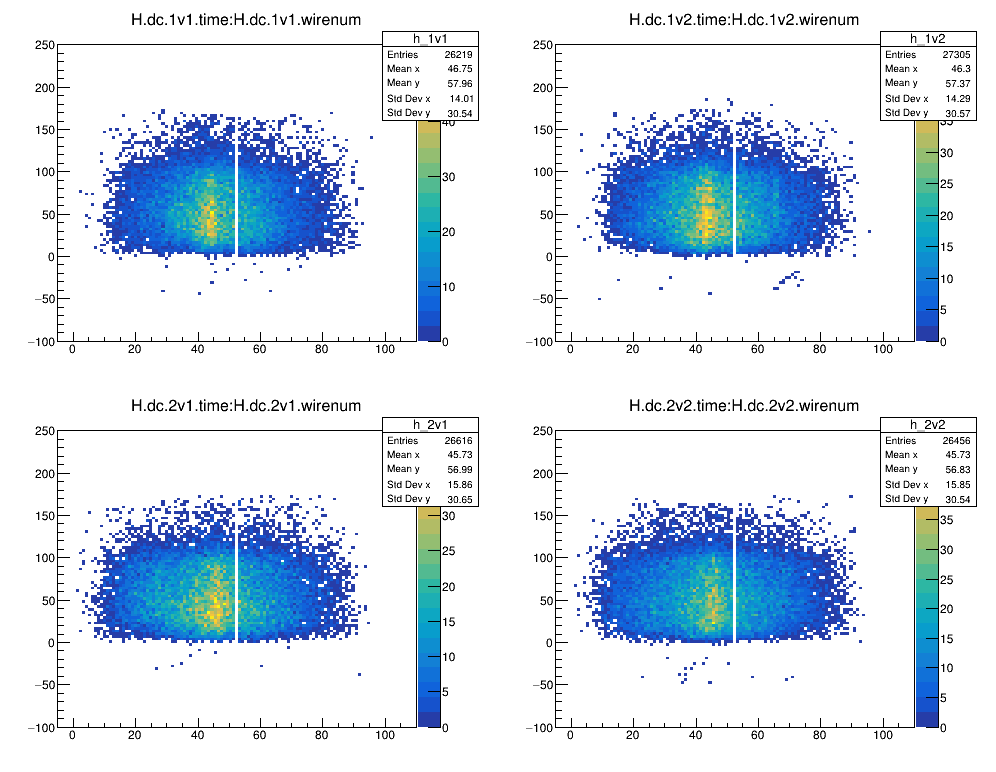 H.dc.1v1.time:H.dc.1v1.wirenum
h_1v1
Entries 26219
Mean x 46.75
Mean y 57.96
Std Dev x 14.01
Std Dev y 30.54
250
200
150
100
50
0
−50
−100
0 20 40 60 80 100
40
30
20
10
0
H.dc.1v2.time:H.dc.1v2.wirenum
h_1v2
Entries 27305
Mean x 46.3
Mean y 57.37
Std Dev x 14.29
Std Dev y 30.57
250
200
150
100
50
0
−50
−100
0 20 40 60 80 100
35
30
25
20
15
10
5
0
H.dc.2v1.time:H.dc.2v1.wirenum
h_2v1
Entries 26616
Mean x 45.73
Mean y 56.99
Std Dev x 15.86
Std Dev y 30.65
250
200
150
100
50
0
−50
−100
0 20 40 60 80 100
30
25
20
15
10
5
0
H.dc.2v2.time:H.dc.2v2.wirenum
h_2v2
Entries 26456
Mean x 45.73
Mean y 56.83
Std Dev x 15.85
Std Dev y 30.54
250
200
150
100
50
0
−50
−100
0 20 40 60 80 100
35
30
25
20
15
10
5
0